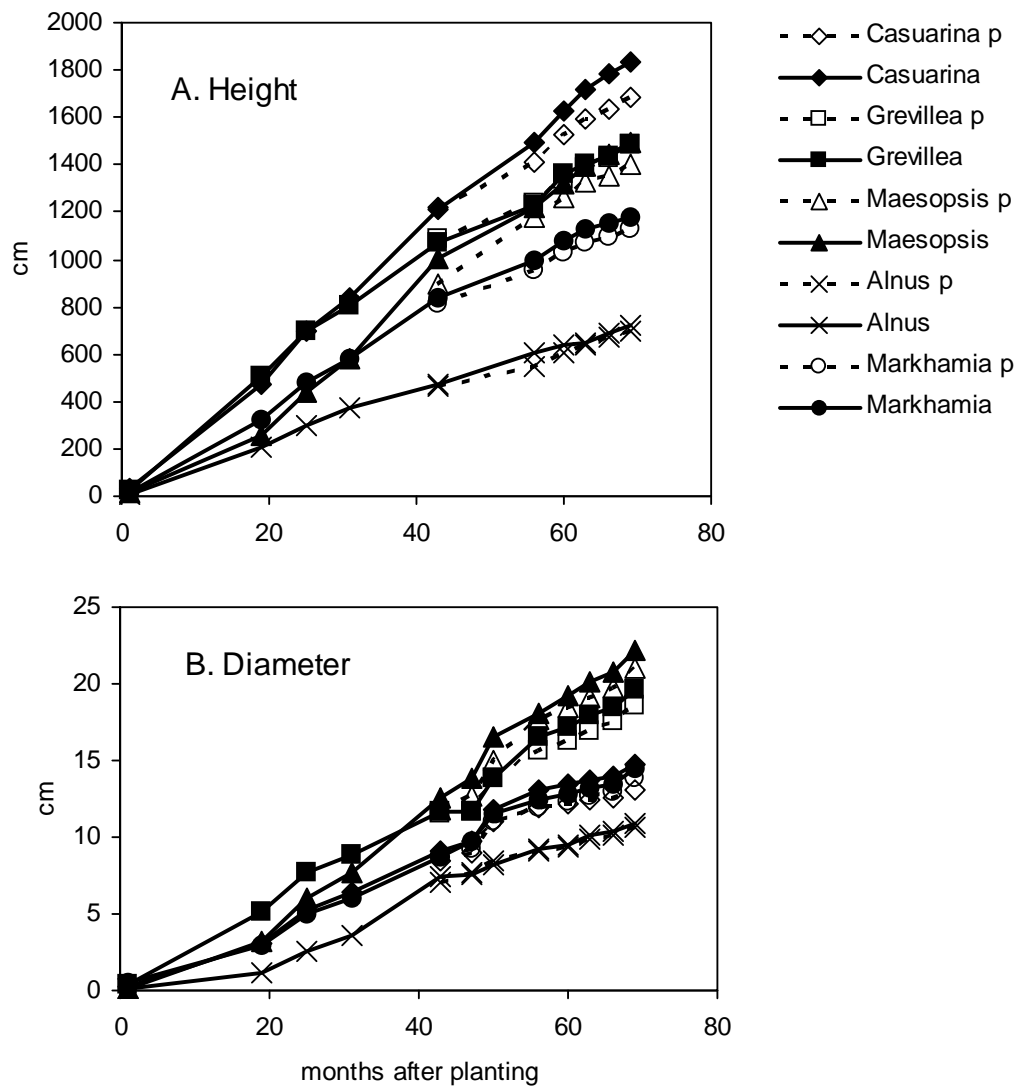 A. Height
cm
2000
1800
1600
1400
1200
1000
800
600
400
200
0
0 20 40 60 80
Casuarina p
Casuarina
Grevillea p
Grevillea
Maesopsis p
Maesopsis
Alnus p
Alnus
Markhamia p
Markhamia
B. Diameter
cm
25
20
15
10
5
0
0 20 40 60 80
months after planting